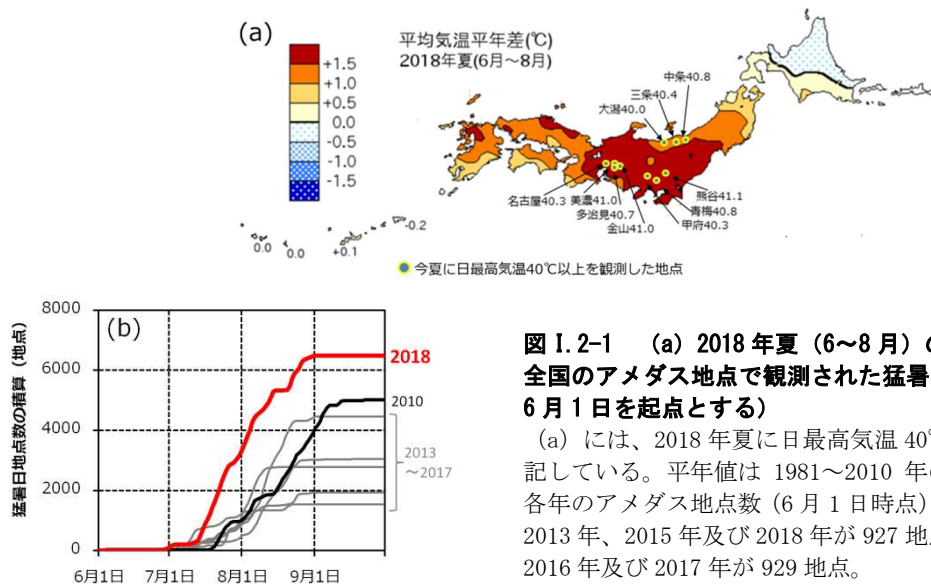 (a)
平均気温平年差(℃)
2018年夏(6月～8月)
+1.5
+1.0
+0.5
0.0
-0.5
-1.0
-1.5
中条40.8
三条40.4
大潟40.0
名古屋40.3 美濃41.0
多治見40.7
金山41.0
熊谷41.1
青梅40.8
甲府40.3
-0.2
+0.1
0.0
0.0
今夏に日最高気温40℃以上を観測した地点
(b)
猛暑日地点数の積算（地点）
8000
6000
4000
2000
0
6月1日 7月1日 8月1日 9月1日
2018
2010
2013
～2017
図Ⅰ.2-1 （a）2018年夏（6～8月）の
全国のアメダス地点で観測された猛暑
6月1日を起点とする）
（a）には、2018年夏に日最高気温40℃
記している。平年値は 1981～2010 年の
各年のアメダス地点数（6月1日時点）
2013年、2015年及び2018年が927地点
2016年及び2017年が929地点。